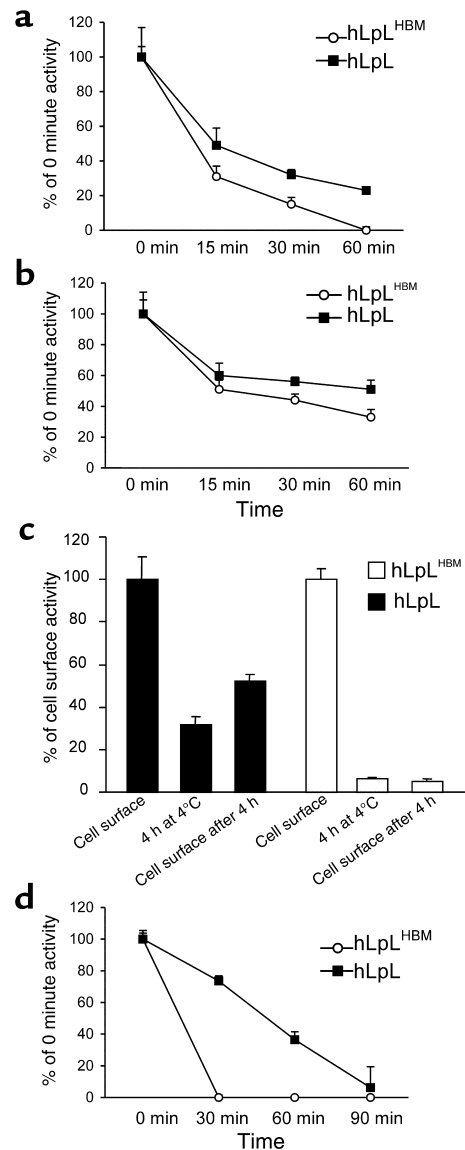 a
hLpL^HBM
hLpL
% of 0 minute activity
120
100
80
60
40
20
0
0 min 15 min 30 min 60 min
b
hLpL^HBM
hLpL
% of 0 minute activity
120
100
80
60
40
20
0
0 min 15 min 30 min 60 min
Time
c
hLpL^HBM
hLpL
% of cell surface activity
120
100
80
60
40
20
0
Cell surface 4 h at 4°C Cell surface after 4 h Cell surface 4 h at 4°C Cell surface after 4 h
d
hLpL^HBM
hLpL
% of 0 minute activity
120
100
80
60
40
20
0
0 min 30 min 60 min 90 min
Time